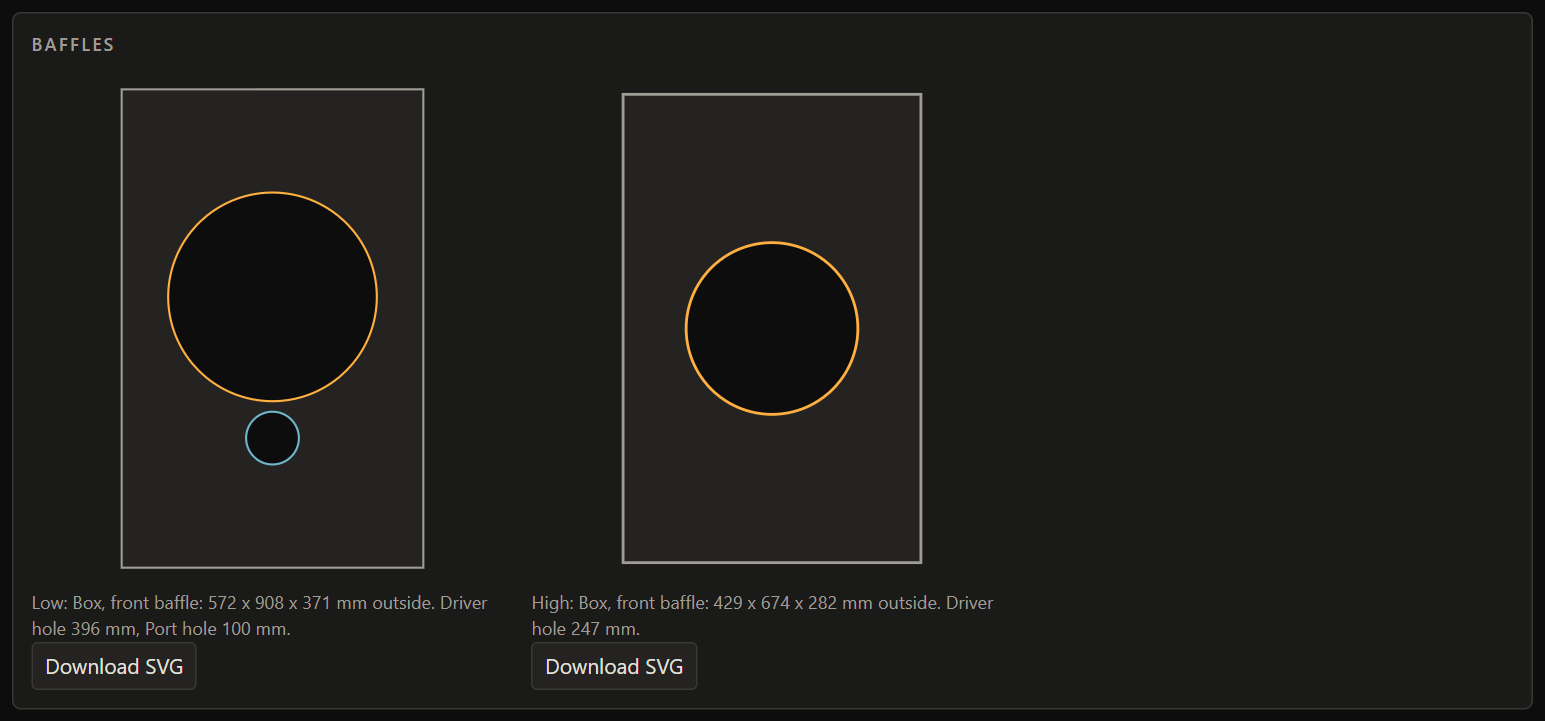 BAFFLES
Low: Box, front baffle: 572 x 908 x 371 mm outside. Driver
hole 396 mm, Port hole 100 mm.
Download SVG
High: Box, front baffle: 429 x 674 x 282 mm outside. Driver
hole 247 mm.
Download SVG